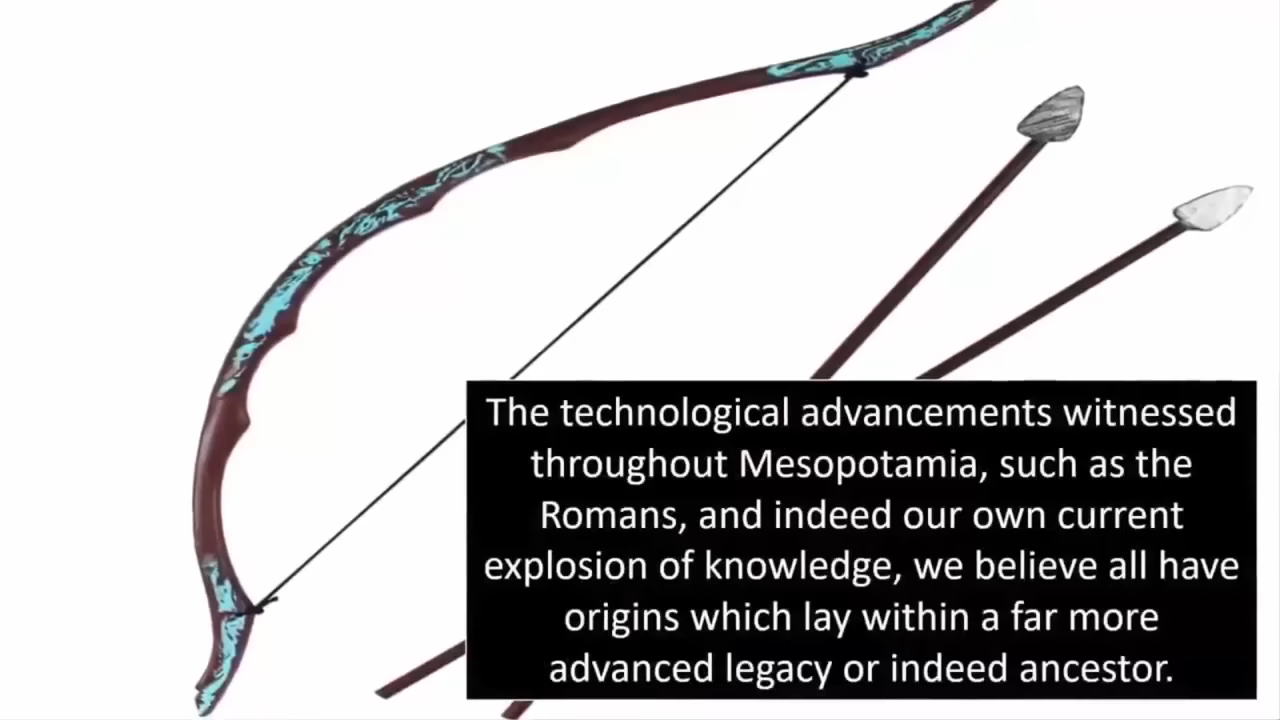 The technological advancements witnessed
throughout Mesopotamia, such as the
Romans, and indeed our own current
explosion of knowledge, we believe all have
origins which lay within a far more
advanced legacy or indeed ancestor.